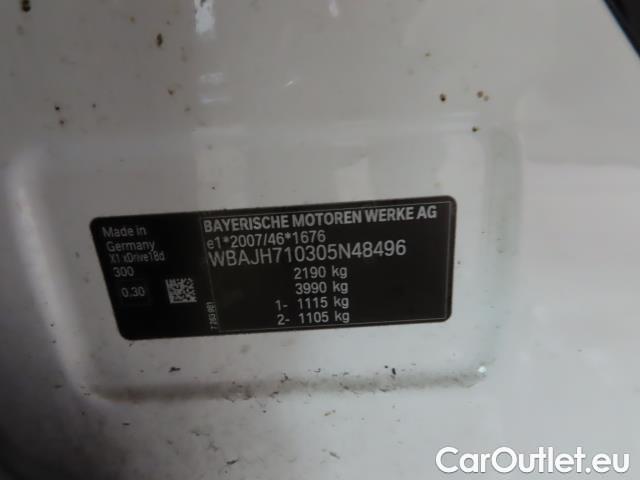 BAYERISCHE MOTOREN WERKE AG
Made in
Germany
X1 xDrive18d
300
0.30
e1*2007/46*1676
WBAJH710305N48496
2190 kg
3990 kg
1- 1115 kg
2- 1105 kg
CarOutlet.eu